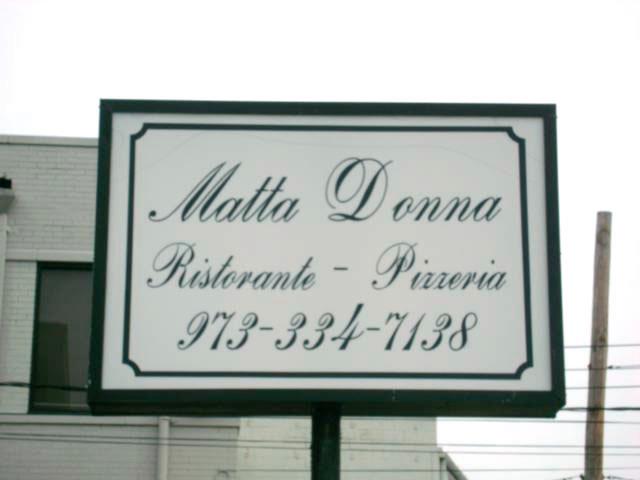 Matta Donna
Ristorante - Pizzeria
973-334-7138